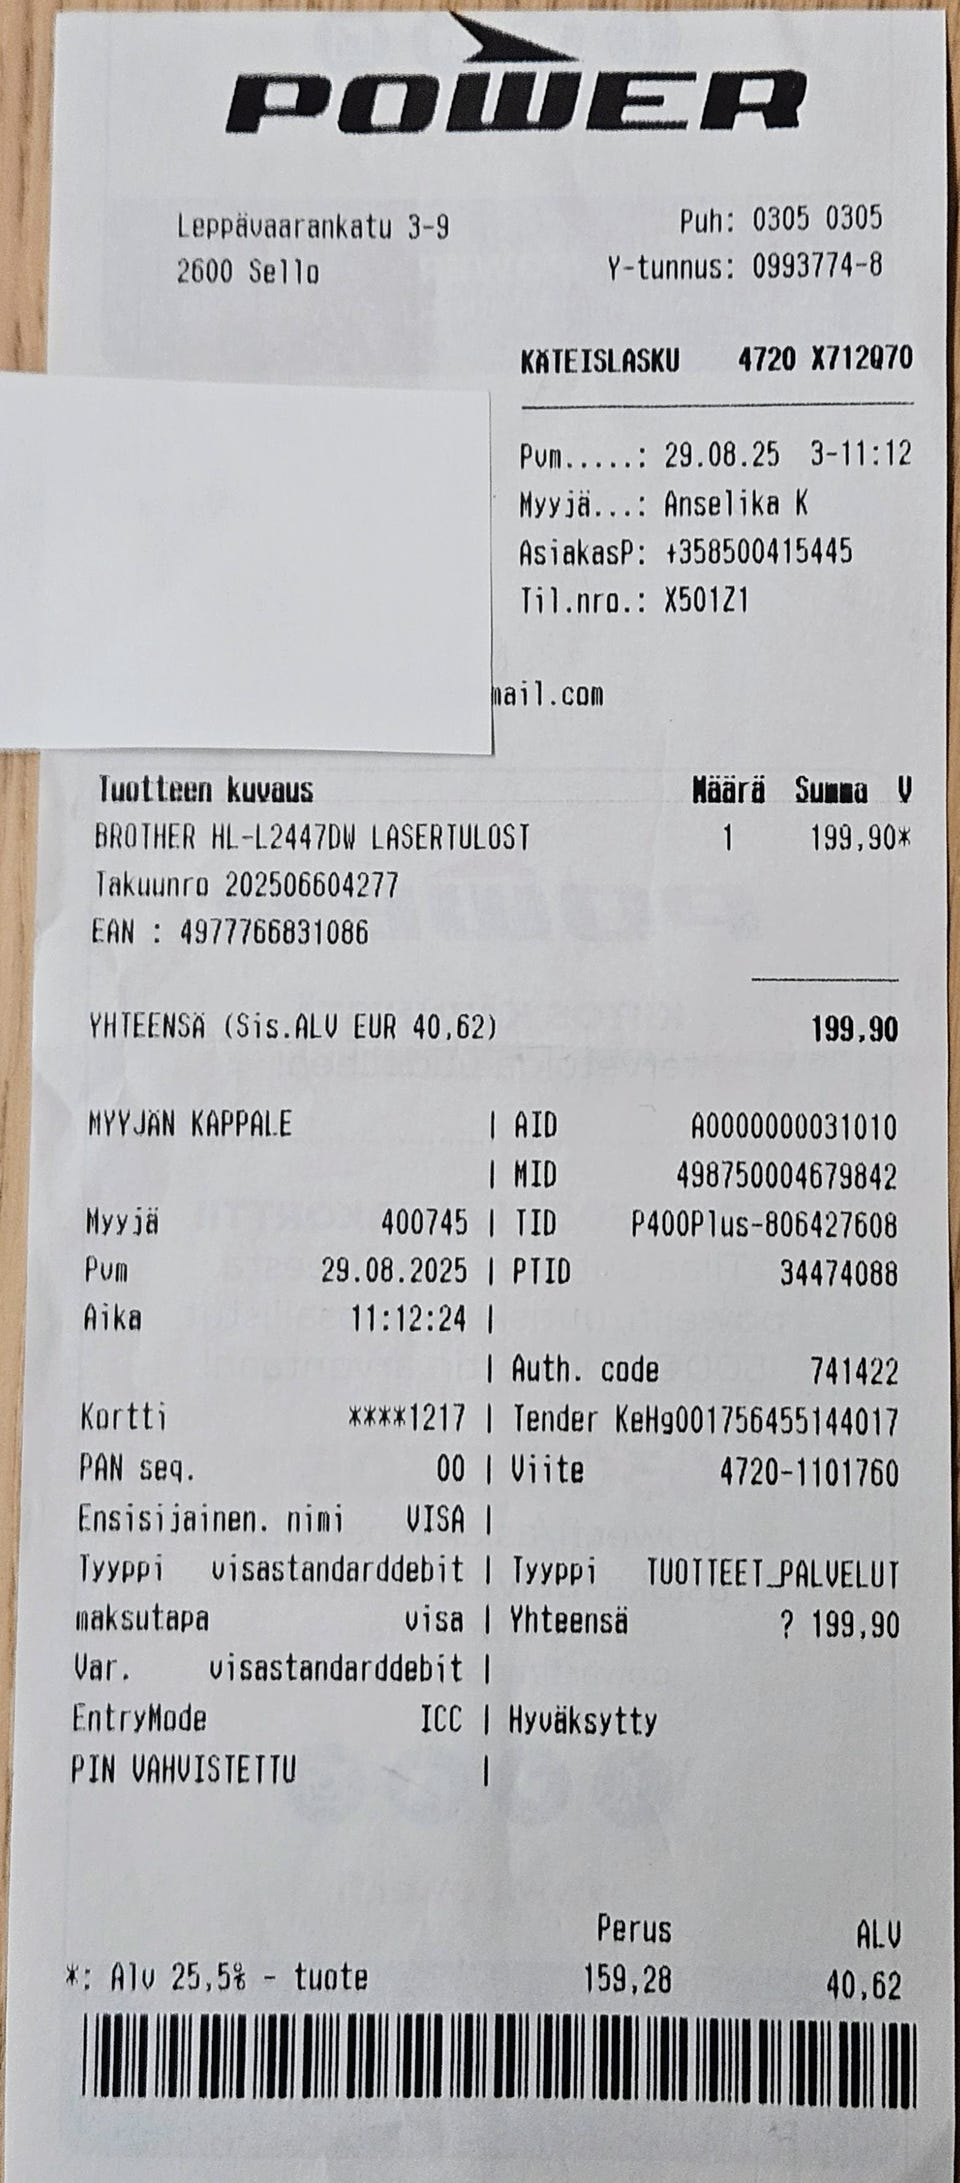 POWER
Leppävaarankatu 3-9 Puh: 0305 0305
2600 Sello Y-tunnus: 0993774-8
KÄTEISLASKU 4720 X712Q70
Pvm.....: 29.08.25 3-11:12
Myyjä...: Anselika K
AsiakasP: +358500415445
Til.nro.: X501Z1
mail.com
Tuotteen kuvaus Määrä Summa V
BROTHER HL-L2447DW LASERTULOST 1 199,90*
Takuunro 202506604277
EAN : 4977766831086
YHTEENSÄ (Sis.ALV EUR 40,62) 199,90
MYYJÄN KAPPALE | AID A0000000031010
| MID 498750004679842
Myyjä 400745 | TID P400Plus-806427608
Pvm 29.08.2025 | PTID 34474088
Aika 11:12:24 |
| Auth. code 741422
Kortti ****1217 | Tender KeHg001756455144017
PAN seq. 00 | Viite 4720-1101760
Ensisijainen. nimi VISA |
Tyyppi visastandarddebit | Tyyppi TUOTTEET_PALVELUT
maksutapa visa | Yhteensä ? 199,90
Var. visastandarddebit |
EntryMode ICC | Hyväksytty
PIN VAHVISTETTU |
Perus ALV
*: Alv 25,5% - tuote 159,28 40,62